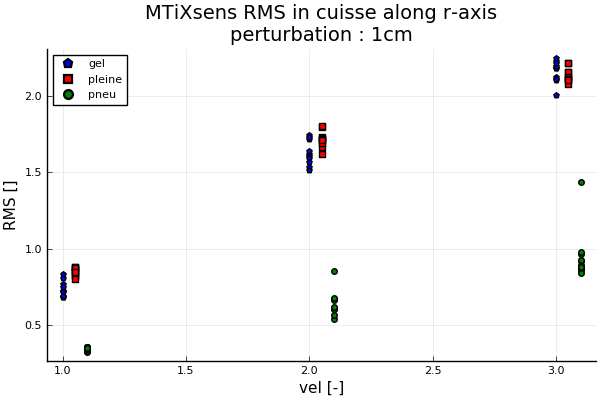 MTiXsens RMS in cuisse along r-axis
perturbation : 1cm
gel
pleine
pneu
RMS []
2.0
1.5
1.0
0.5
1.0
1.5
2.0
2.5
3.0
vel [-]